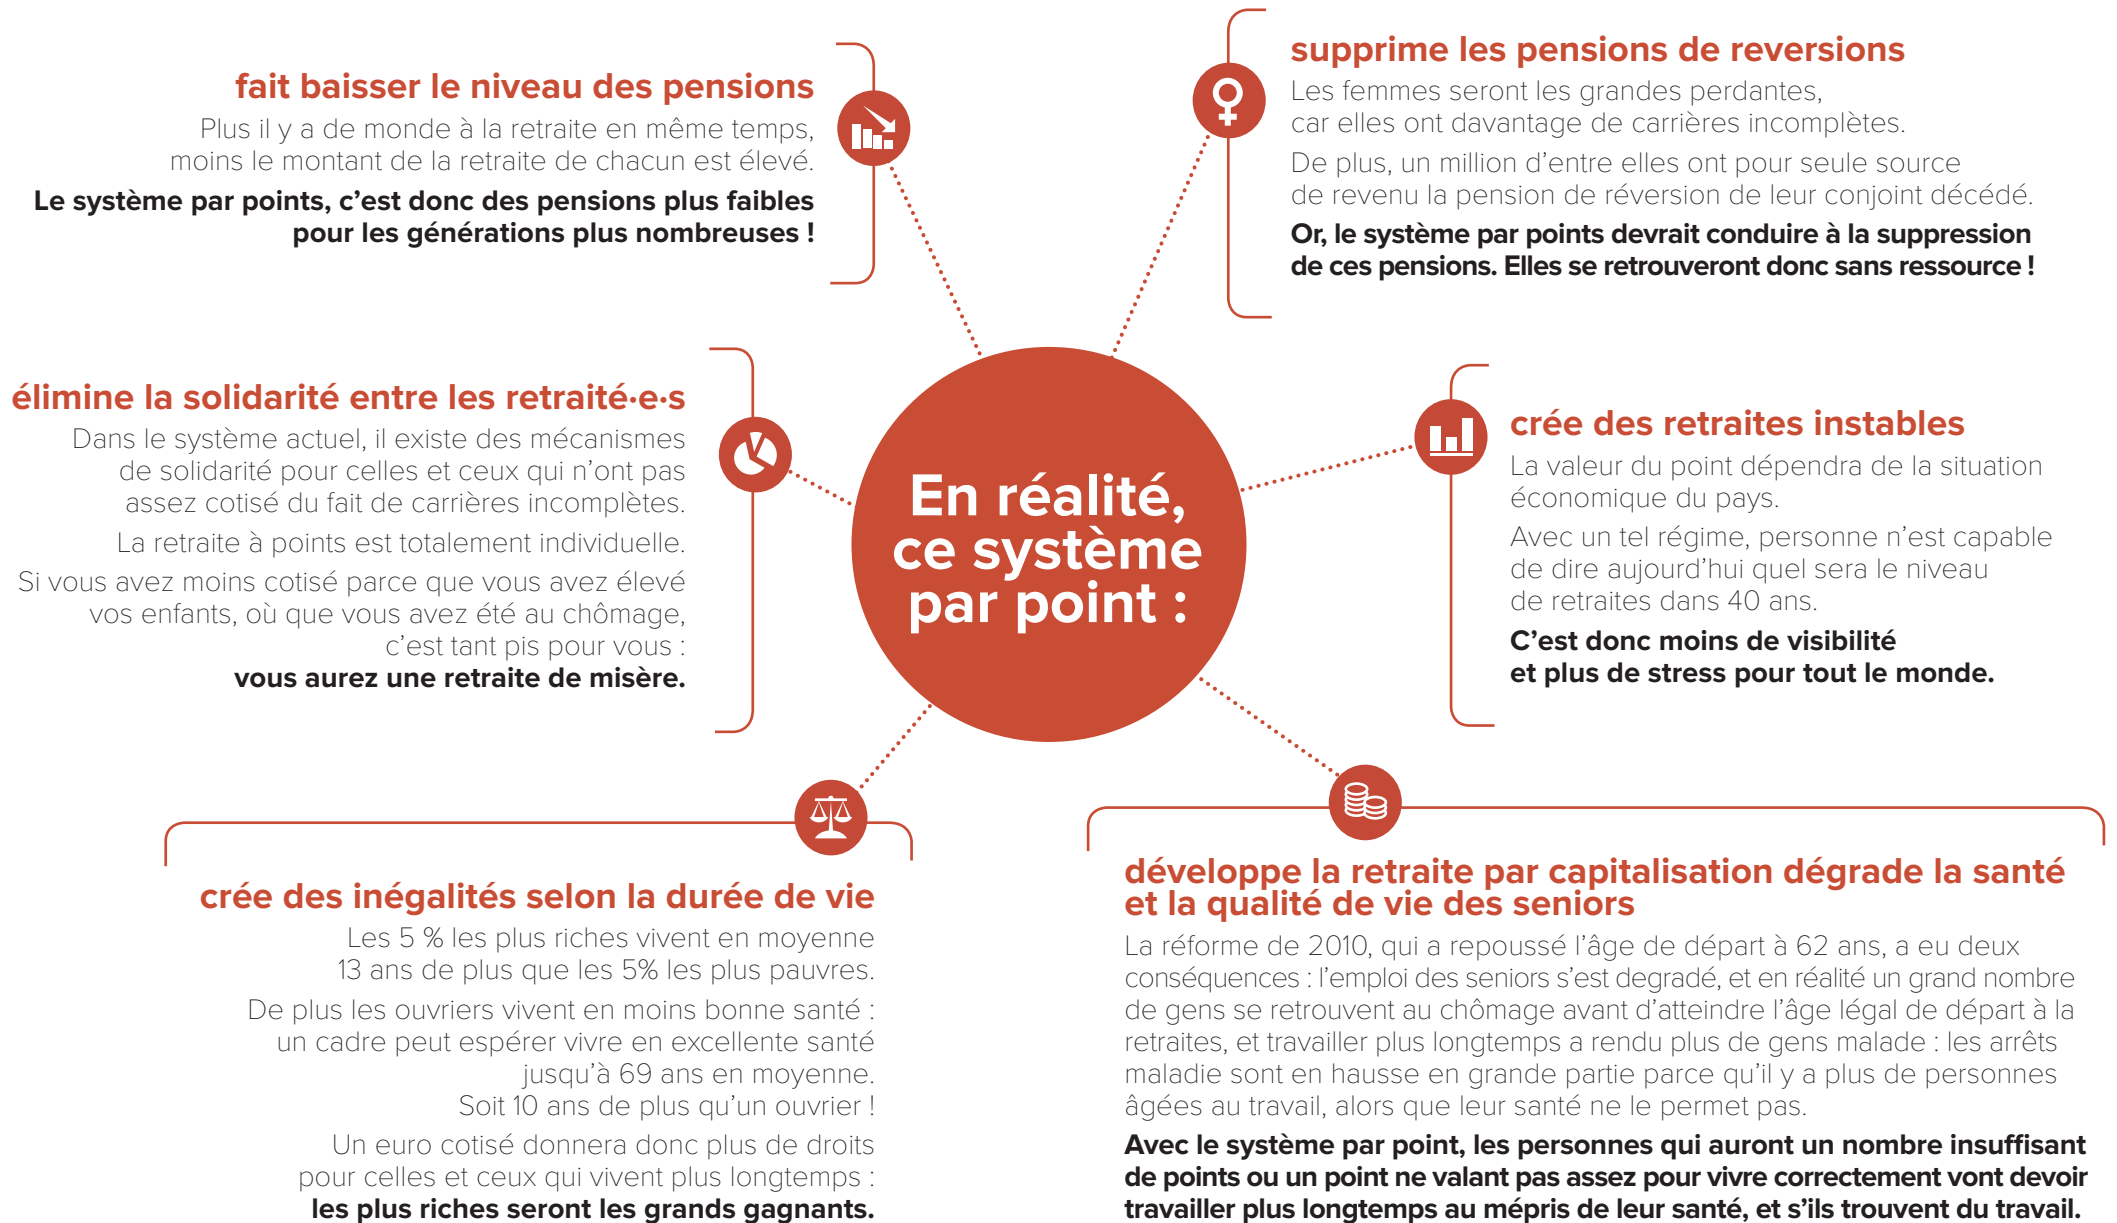 fait baisser le niveau des pensions
Plus il y a de monde à la retraite en même temps,
moins le montant de la retraite de chacun est élevé.
Le système par points, c’est donc des pensions plus faibles
pour les générations plus nombreuses !
supprime les pensions de reversions
Les femmes seront les grandes perdantes,
car elles ont davantage de carrières incomplètes.
De plus, un million d’entre elles ont pour seule source
de revenu la pension de réversion de leur conjoint décédé.
Or, le système par points devrait conduire à la suppression
de ces pensions. Elles se retrouveront donc sans ressource !
élimine la solidarité entre les retraité·e·s
Dans le système actuel, il existe des mécanismes
de solidarité pour celles et ceux qui n’ont pas
assez cotisé du fait de carrières incomplètes.
La retraite à points est totalement individuelle.
Si vous avez moins cotisé parce que vous avez élevé
vos enfants, où que vous avez été au chômage,
c’est tant pis pour vous :
vous aurez une retraite de misère.
En réalité,
ce système
par point :
crée des retraites instables
La valeur du point dépendra de la situation
économique du pays.
Avec un tel régime, personne n’est capable
de dire aujourd’hui quel sera le niveau
de retraites dans 40 ans.
C’est donc moins de visibilité
et plus de stress pour tout le monde.
crée des inégalités selon la durée de vie
Les 5 % les plus riches vivent en moyenne
13 ans de plus que les 5% les plus pauvres.
De plus les ouvriers vivent en moins bonne santé :
un cadre peut espérer vivre en excellente santé
jusqu’à 69 ans en moyenne.
Soit 10 ans de plus qu’un ouvrier !
Un euro cotisé donnera donc plus de droits
pour celles et ceux qui vivent plus longtemps :
les plus riches seront les grands gagnants.
développe la retraite par capitalisation dégrade la santé
et la qualité de vie des seniors
La réforme de 2010, qui a repoussé l’âge de départ à 62 ans, a eu deux
conséquences : l’emploi des seniors s’est degradé, et en réalité un grand nombre
de gens se retrouvent au chômage avant d’atteindre l’âge légal de départ à la
retraites, et travailler plus longtemps a rendu plus de gens malade : les arrêts
maladie sont en hausse en grande partie parce qu’il y a plus de personnes
âgées au travail, alors que leur santé ne le permet pas.
Avec le système par point, les personnes qui auront un nombre insuffisant
de points ou un point ne valant pas assez pour vivre correctement vont devoir
travailler plus longtemps au mépris de leur santé, et s’ils trouvent du travail.